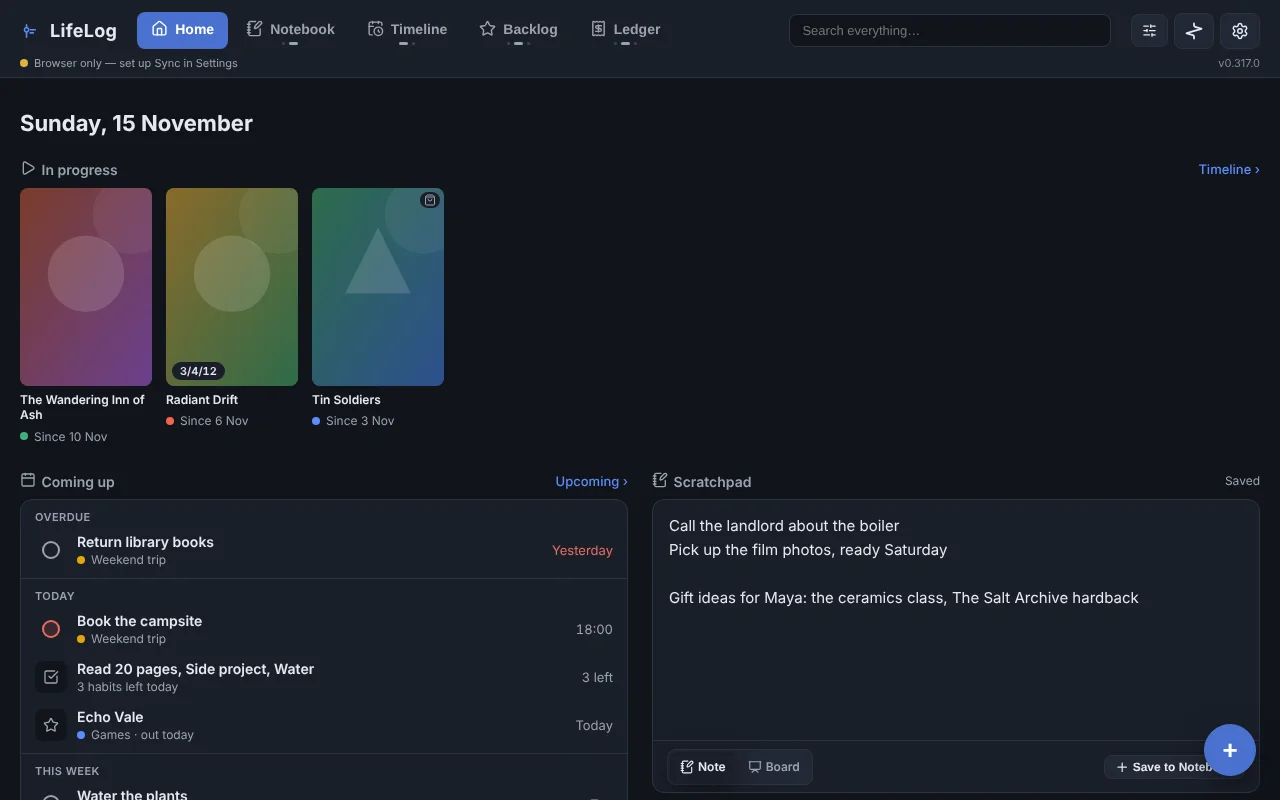 LifeLog
Home
Notebook
Timeline
Backlog
Ledger
Search everything…
Browser only — set up Sync in Settings
v0.317.0
Sunday, 15 November
In progress
Timeline ›
3/4/12
The Wandering Inn of
Ash
Since 10 Nov
Radiant Drift
Since 6 Nov
Tin Soldiers
Since 3 Nov
Coming up
Upcoming ›
OVERDUE
Return library books
Weekend trip
Yesterday
TODAY
Book the campsite
Weekend trip
18:00
Read 20 pages, Side project, Water
3 habits left today
3 left
Echo Vale
Games · out today
Today
THIS WEEK
Water the plants
Scratchpad
Saved
Call the landlord about the boiler
Pick up the film photos, ready Saturday
Gift ideas for Maya: the ceramics class, The Salt Archive hardback
Note
Board
+ Save to Noteb
+